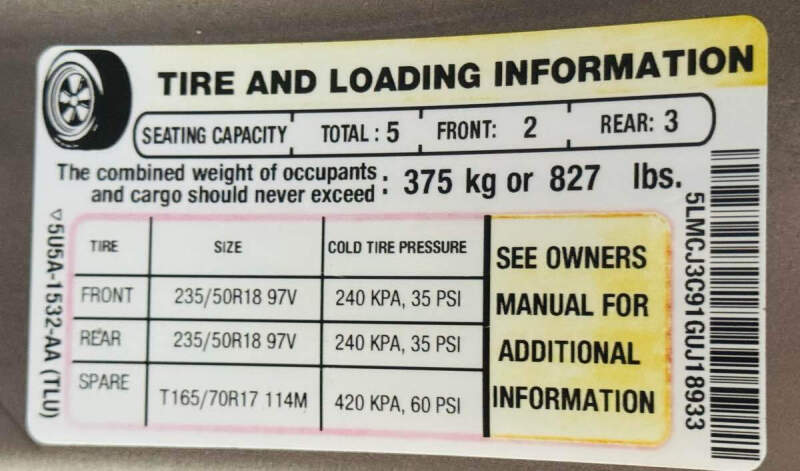 TIRE AND LOADING INFORMATION
SEATING CAPACITY TOTAL : 5 FRONT: 2 REAR: 3
The combined weight of occupants
and cargo should never exceed : 375 kg or 827 lbs.
TIRE SIZE COLD TIRE PRESSURE
FRONT 235/50R18 97V 240 KPA, 35 PSI
REAR 235/50R18 97V 240 KPA, 35 PSI
SPARE T165/70R17 114M 420 KPA, 60 PSI
SEE OWNERS
MANUAL FOR
ADDITIONAL
INFORMATION
5U5A-1532-AA (TLU)
5LMCJ3C91GUJ18933